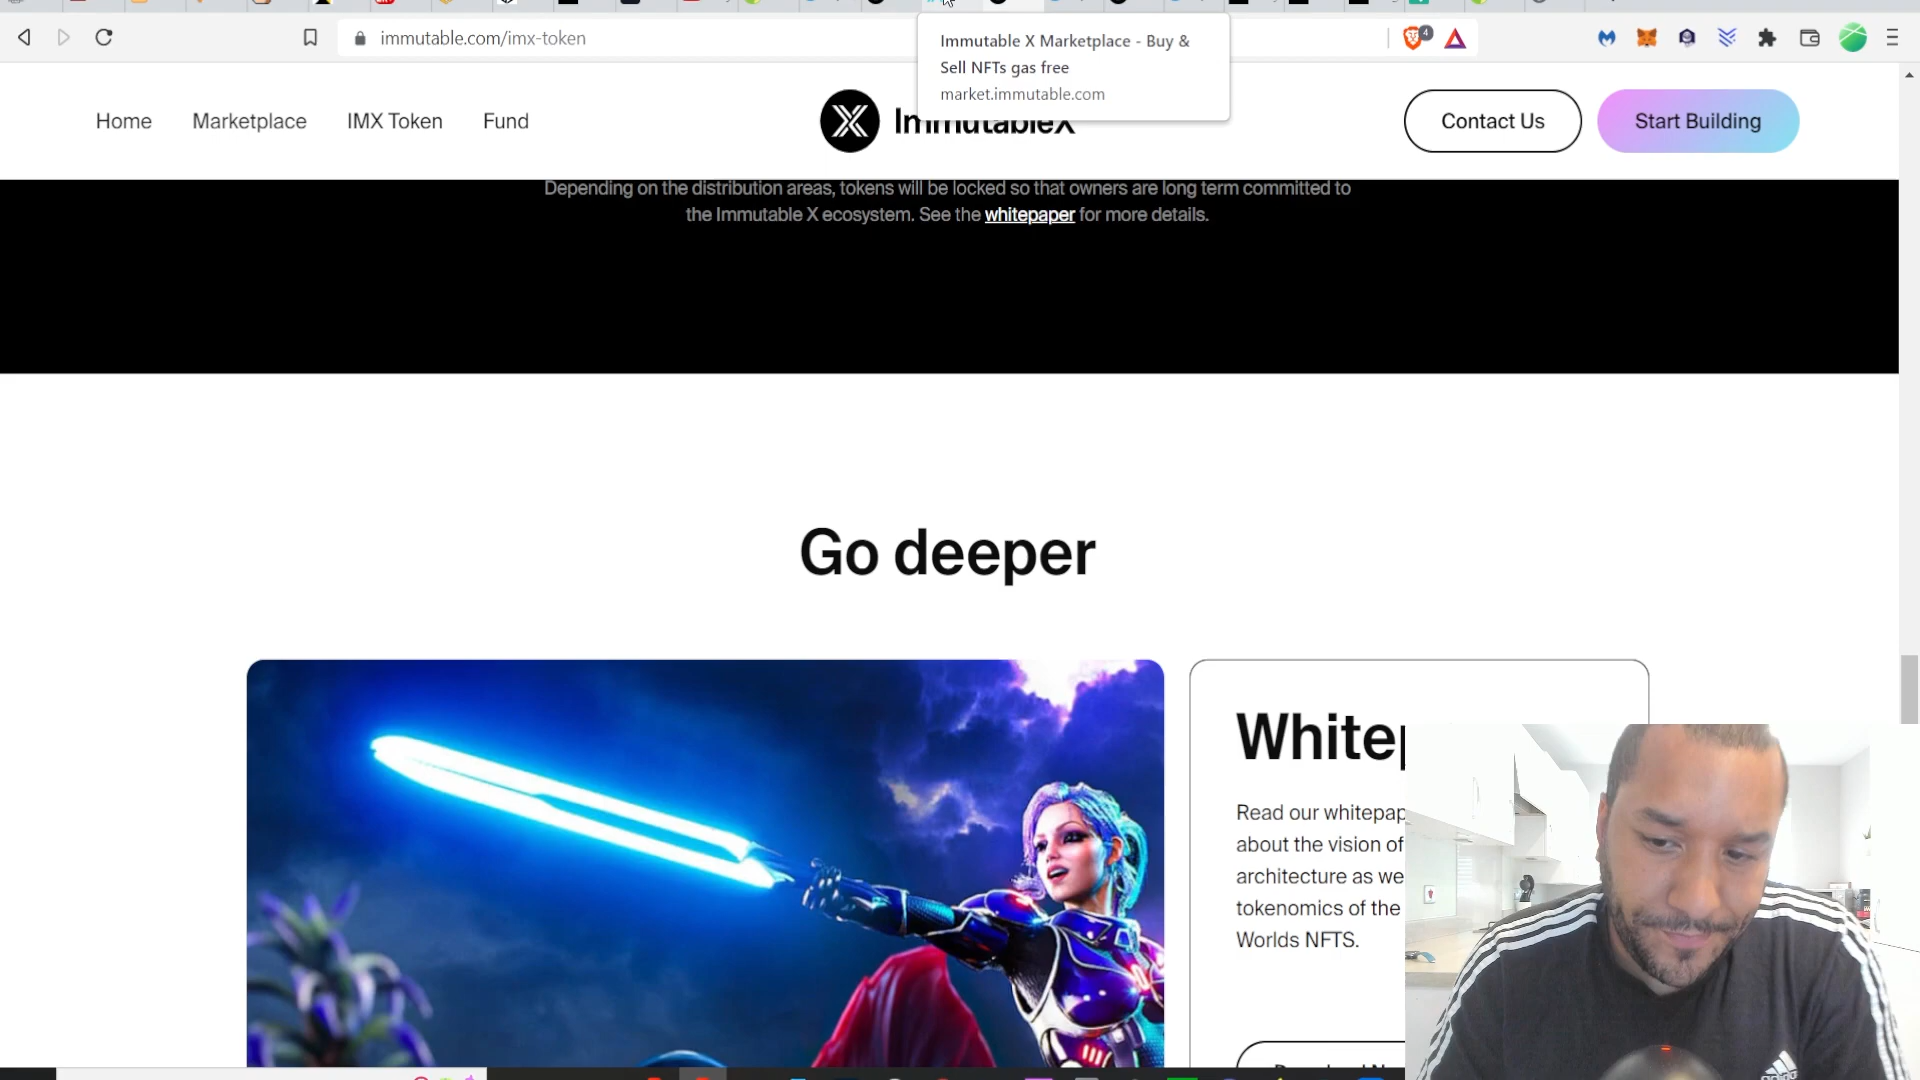 immutable.com/imx-token
4
Immutable X Marketplace - Buy &
Sell NFTs gas free
market.immutable.com
Home
Marketplace
IMX Token
Fund
ImmutableX
Contact Us
Start Building
Depending on the distribution areas, tokens will be locked so that owners are long term committed to
the Immutable X ecosystem. See the whitepaper for more details.
Go deeper
Whitep
Read our whitepap
about the vision of
architecture as we
tokenomics of the
Worlds NFTS.